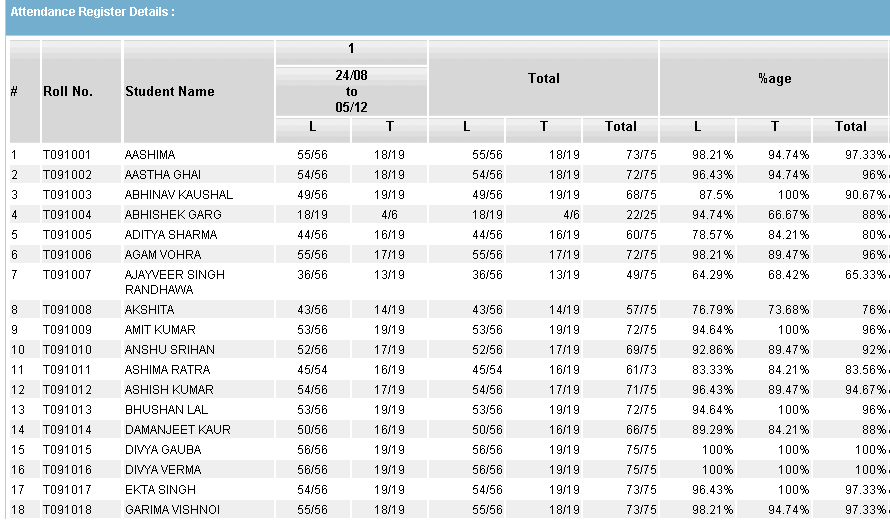 Attendance Register Details :
1
# Roll No. Student Name 24/08 to 05/12 Total %age
L T L T Total L T Total
1 T091001 AASHIMA 55/56 18/19 55/56 18/19 73/75 98.21% 94.74% 97.33%
2 T091002 AASTHA GHAI 54/56 18/19 54/56 18/19 72/75 96.43% 94.74% 96%
3 T091003 ABHINAV KAUSHAL 49/56 19/19 49/56 19/19 68/75 87.5% 100% 90.67%
4 T091004 ABHISHEK GARG 18/19 4/6 18/19 4/6 22/25 94.74% 66.67% 88%
5 T091005 ADITYA SHARMA 44/56 16/19 44/56 16/19 60/75 78.57% 84.21% 80%
6 T091006 AGAM VOHRA 55/56 17/19 55/56 17/19 72/75 98.21% 89.47% 96%
7 T091007 AJAYVEER SINGH 36/56 13/19 36/56 13/19 49/75 64.29% 68.42% 65.33%
RANDHAWA
8 T091008 AKSHITA 43/56 14/19 43/56 14/19 57/75 76.79% 73.68% 76%
9 T091009 AMIT KUMAR 53/56 19/19 53/56 19/19 72/75 94.64% 100% 96%
10 T091010 ANSHU SRIHAN 52/56 17/19 52/56 17/19 69/75 92.86% 89.47% 92%
11 T091011 ASHIMA RATRA 45/54 16/19 45/54 16/19 61/73 83.33% 84.21% 83.56%
12 T091012 ASHISH KUMAR 54/56 17/19 54/56 17/19 71/75 96.43% 89.47% 94.67%
13 T091013 BHUSHAN LAL 53/56 19/19 53/56 19/19 72/75 94.64% 100% 96%
14 T091014 DAMANJEET KAUR 50/56 16/19 50/56 16/19 66/75 89.29% 84.21% 88%
15 T091015 DIVYA GAUBA 56/56 19/19 56/56 19/19 75/75 100% 100% 100%
16 T091016 DIVYA VERMA 56/56 19/19 56/56 19/19 75/75 100% 100% 100%
17 T091017 EKTA SINGH 54/56 19/19 54/56 19/19 73/75 96.43% 100% 97.33%
18 T091018 GARIMA VISHNOI 55/56 18/19 55/56 18/19 73/75 98.21% 94.74% 97.33%